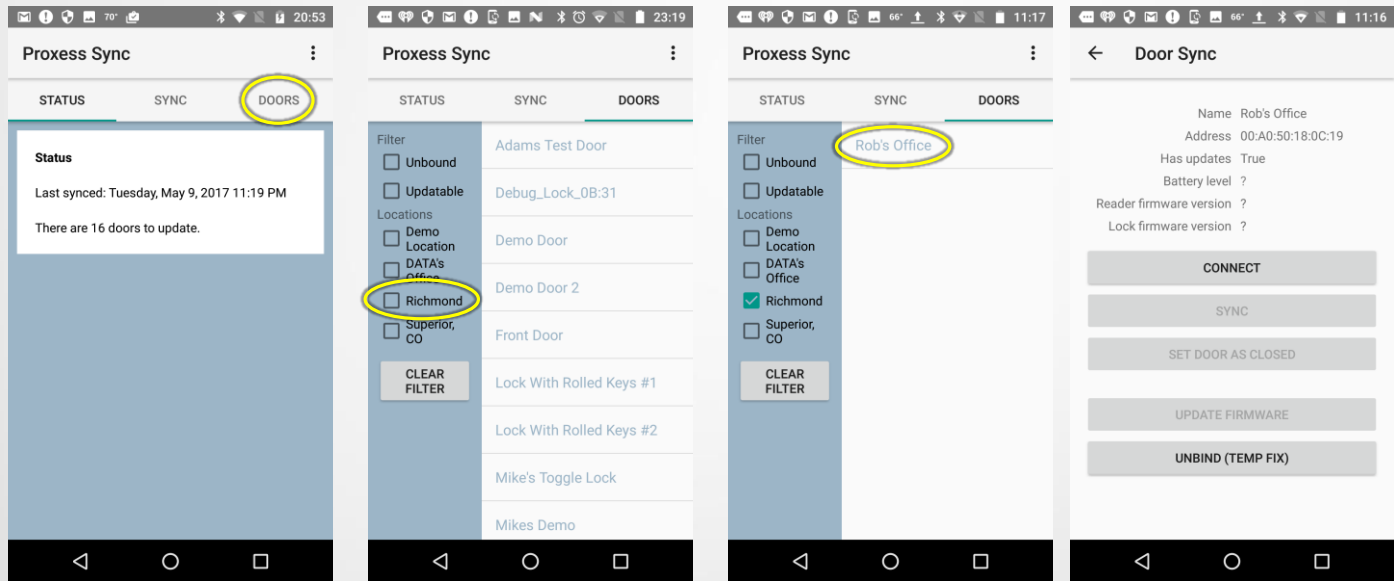 70°
20:53
Proxess Sync
STATUS SYNC DOORS
Status
Last synced: Tuesday, May 9, 2017 11:19 PM
There are 16 doors to update.
23:19
Proxess Sync
STATUS SYNC DOORS
Filter
Unbound
Updatable
Locations
Demo
Location
DATA's
Office
Richmond
Superior,
CO
CLEAR
FILTER
Adams Test Door
Debug_Lock_0B:31
Demo Door
Demo Door 2
Front Door
Lock With Rolled Keys #1
Lock With Rolled Keys #2
Mike's Toggle Lock
Mikes Demo
66° 11:17
Proxess Sync
STATUS SYNC DOORS
Filter
Unbound
Updatable
Locations
Demo
Location
DATA's
Office
Richmond
Superior,
CO
CLEAR
FILTER
Rob's Office
66° 11:16
Door Sync
Name Rob's Office
Address 00:A0:50:18:0C:19
Has updates True
Battery level ?
Reader firmware version ?
Lock firmware version ?
CONNECT
SYNC
SET DOOR AS CLOSED
UPDATE FIRMWARE
UNBIND (TEMP FIX)